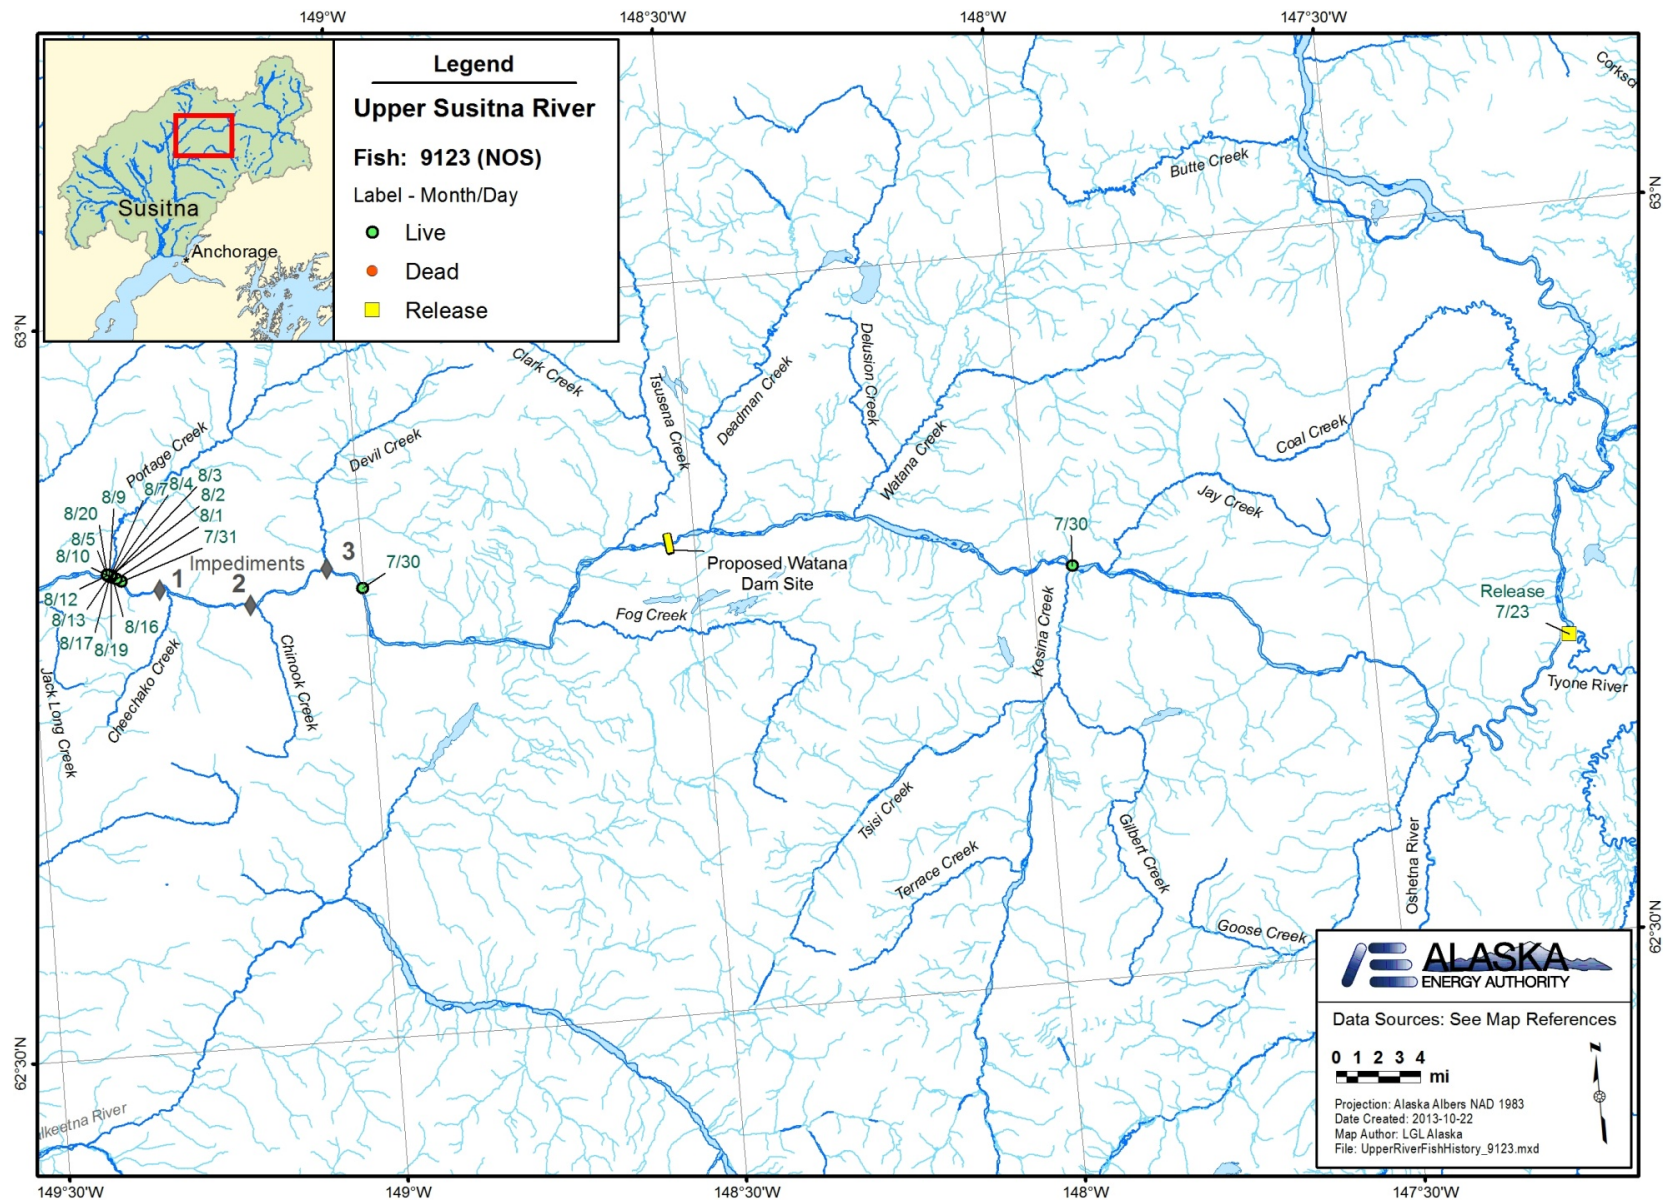 149°W
148°30'W
148°W
147°30'W
Legend
Upper Susitna River
Fish: 9123 (NOS)
Label - Month/Day
Live
Dead
Release
Susitna
Anchorage
Corksc
63°N
63°N
Butte Creek
Clark Creek
Tsusena Creek
Deadman Creek
Delusion Creek
Watana Creek
Coal Creek
Jay Creek
Portage Creek
Devil Creek
8/9
8/7
8/4
8/3
8/2
8/1
7/31
8/20
8/5
8/10
Impediments
1
2
3
7/30
7/30
Proposed Watana
Dam Site
Fog Creek
Kosina Creek
Release
7/23
Tyone River
8/12
8/13
8/17
8/19
8/16
Jack Long Creek
Cheechako Creek
Chinook Creek
Tsisi Creek
Terrace Creek
Gilbert Creek
Goose Creek
Oshetna River
62°30'N
62°30'N
lkeetna River
ALASKA
ENERGY AUTHORITY
Data Sources: See Map References
0 1 2 3 4
mi
N
Projection: Alaska Albers NAD 1983
Date Created: 2013-10-22
Map Author: LGL Alaska
File: UpperRiverFishHistory_9123.mxd
149°30'W
149°W
148°30'W
148°W
147°30'W